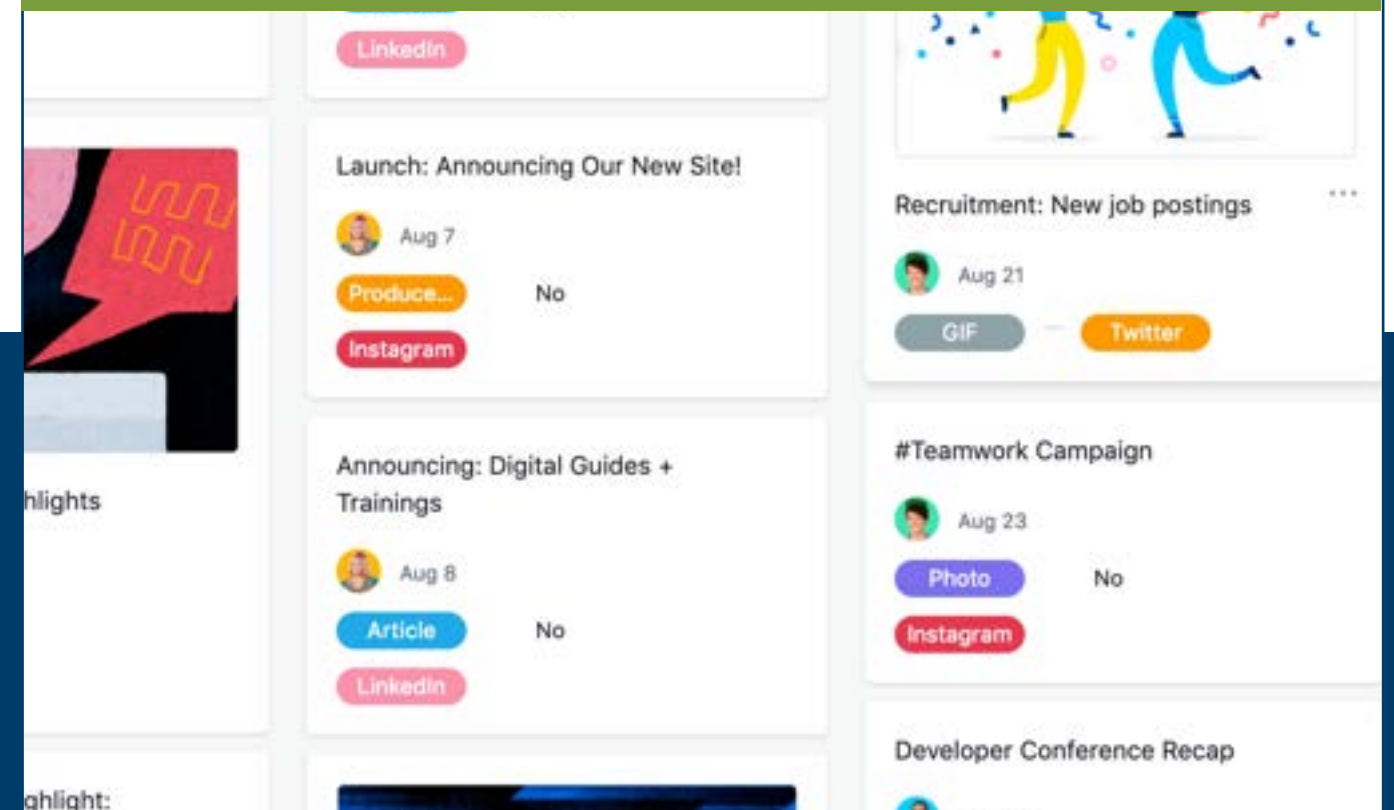 hlights
ghlight:
LinkedIn
Launch: Announcing Our New Site!
Aug 7
Produce... No
Instagram
Announcing: Digital Guides +
Trainings
Aug 8
Article No
LinkedIn
Recruitment: New job postings
Aug 21
GIF Twitter
#Teamwork Campaign
Aug 23
Photo No
Instagram
Developer Conference Recap